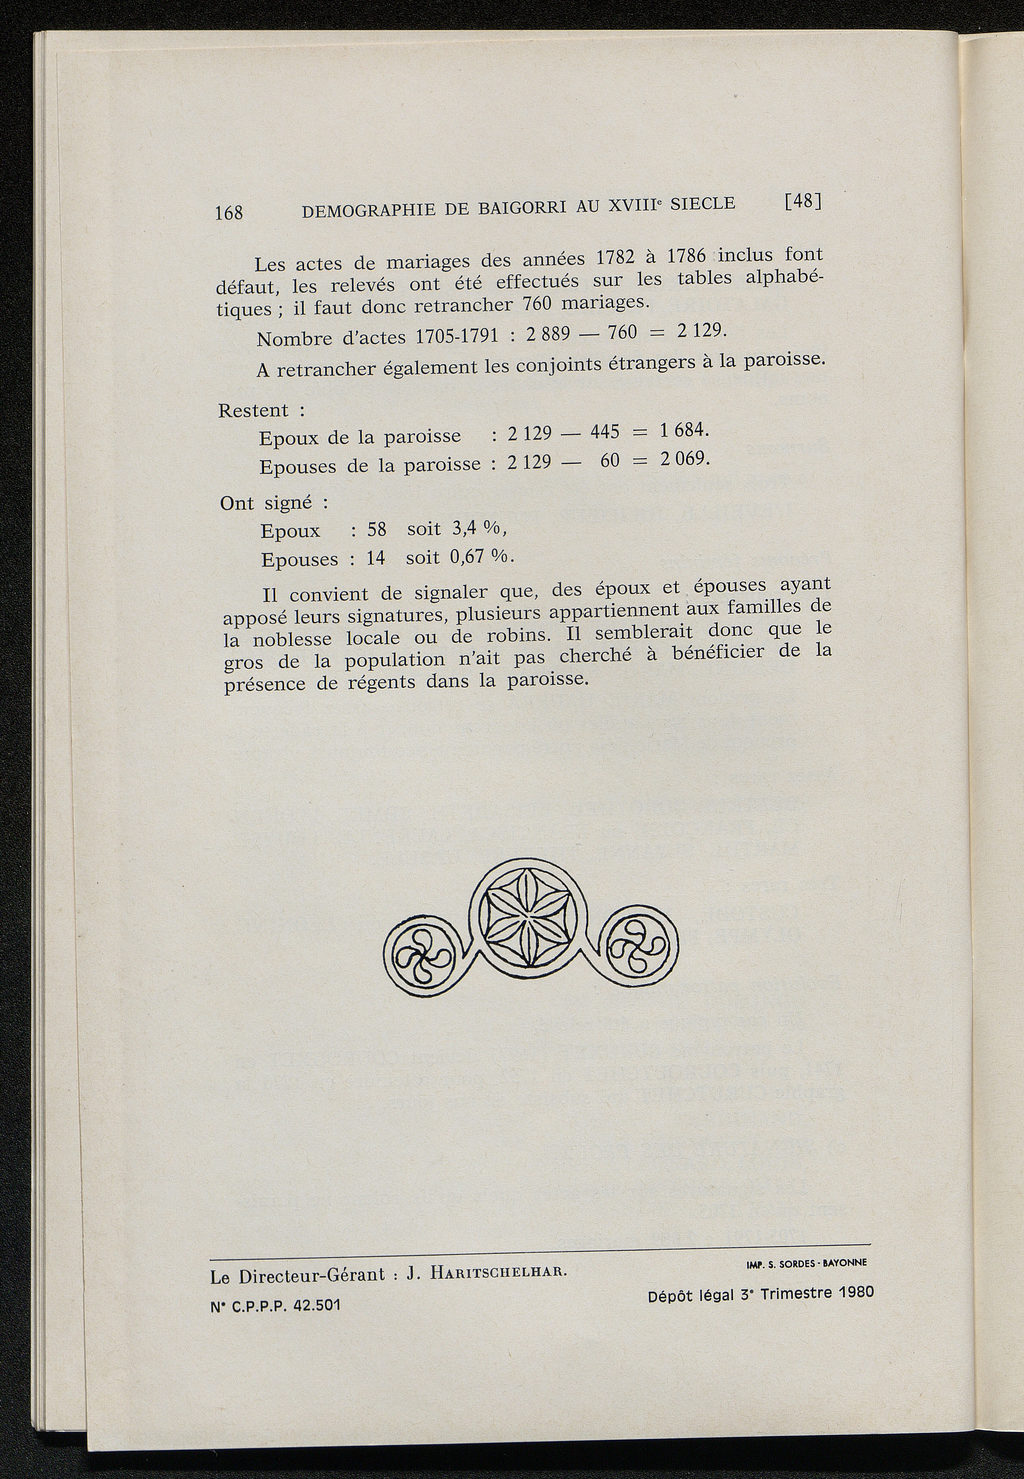 168 DEMOGRAPHIE DE BAIGORRI AU XVIIIe SIECLE [48]
Les actes de mariages des années 1782 à 1786 inclus font
défaut, les relevés ont été effectués sur les tables alphabé-
tiques ; il faut donc retrancher 760 mariages.
Nombre d'actes 1705-1791 : 2 889 — 760 = 2 129.
A retrancher également les conjoints étrangers à la paroisse.
Restent :
Epoux de la paroisse : 2 129 — 445 = 1 684.
Epouses de la paroisse : 2 129 — 60 = 2 069.
Ont signé :
Epoux : 58 soit 3,4 %,
Epouses : 14 soit 0,67 %.
Il convient de signaler que, des époux et épouses ayant
apposé leurs signatures, plusieurs appartiennent aux familles de
la noblesse locale ou de robins. Il semblerait donc que le
gros de la population n'ait pas cherché à bénéficier de la
présence de régents dans la paroisse.
Le Directeur-Gérant : J. HARITSCHELHAR.
N° C.P.P.P. 42.501
IMP. S. SORDES - BAYONNE
Dépôt légal 3e Trimestre 1980